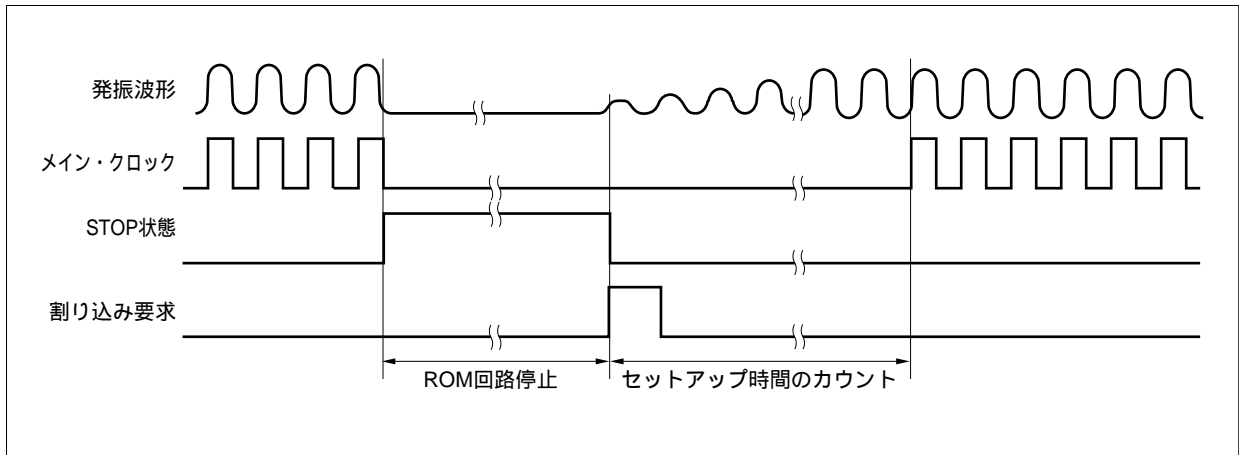 発振波形
メイン・クロック
STOP状態
割り込み要求
ROM回路停止
セットアップ時間のカウント